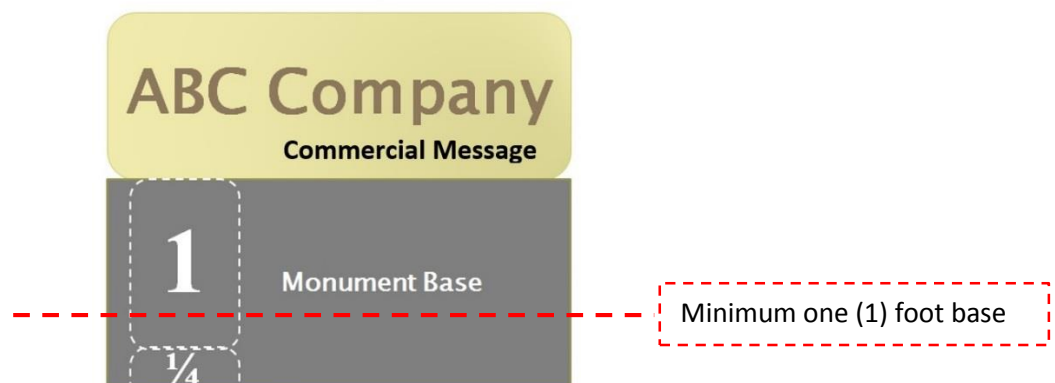 ABC Company
Commercial Message
1
Monument Base
Minimum one (1) foot base
¼